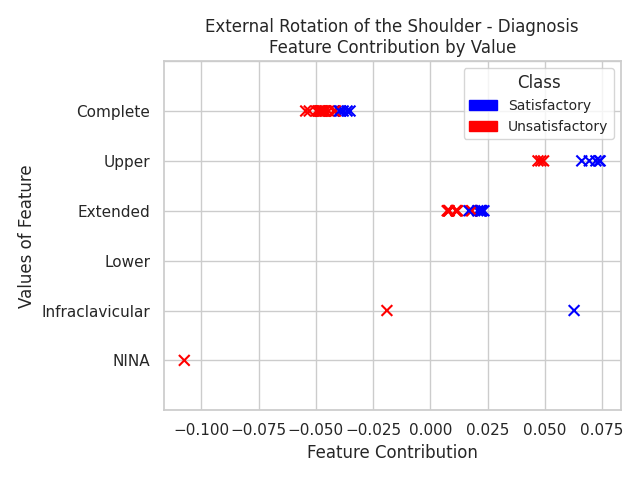 External Rotation of the Shoulder - Diagnosis
Feature Contribution by Value
Class
Satisfactory
Unsatisfactory
Values of Feature
Complete
Upper
Extended
Lower
Infraclavicular
NINA
−0.100 −0.075 −0.050 −0.025 0.000 0.025 0.050 0.075
Feature Contribution